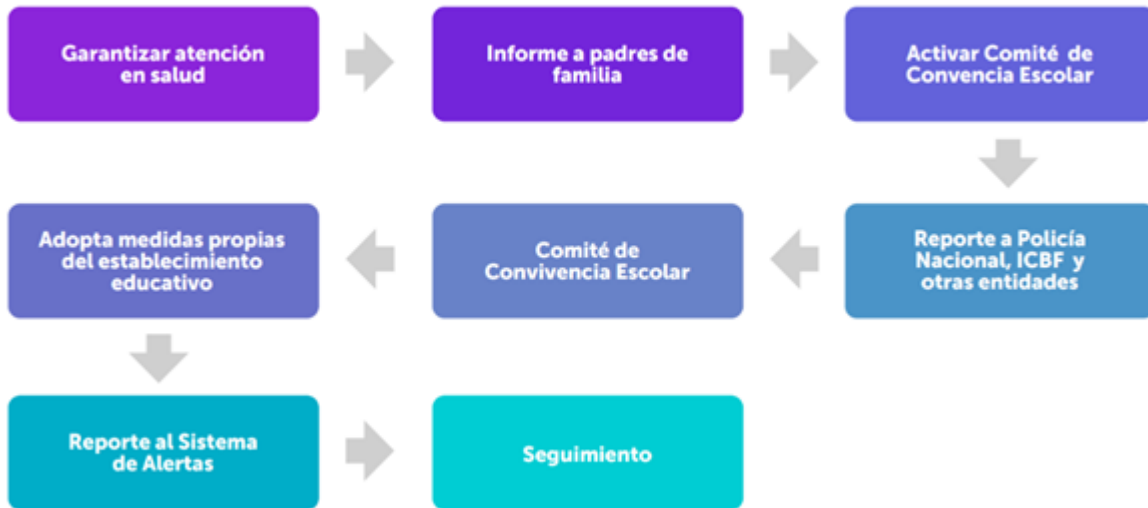 Garantizar atención
en salud
Informe a padres de
familia
Activar Comité de
Convencia Escolar
Reporte a Policía
Nacional, ICBF y
otras entidades
Comité de
Convivencia Escolar
Adopta medidas propias
del establecimiento
educativo
Reporte al Sistema
de Alertas
Seguimiento